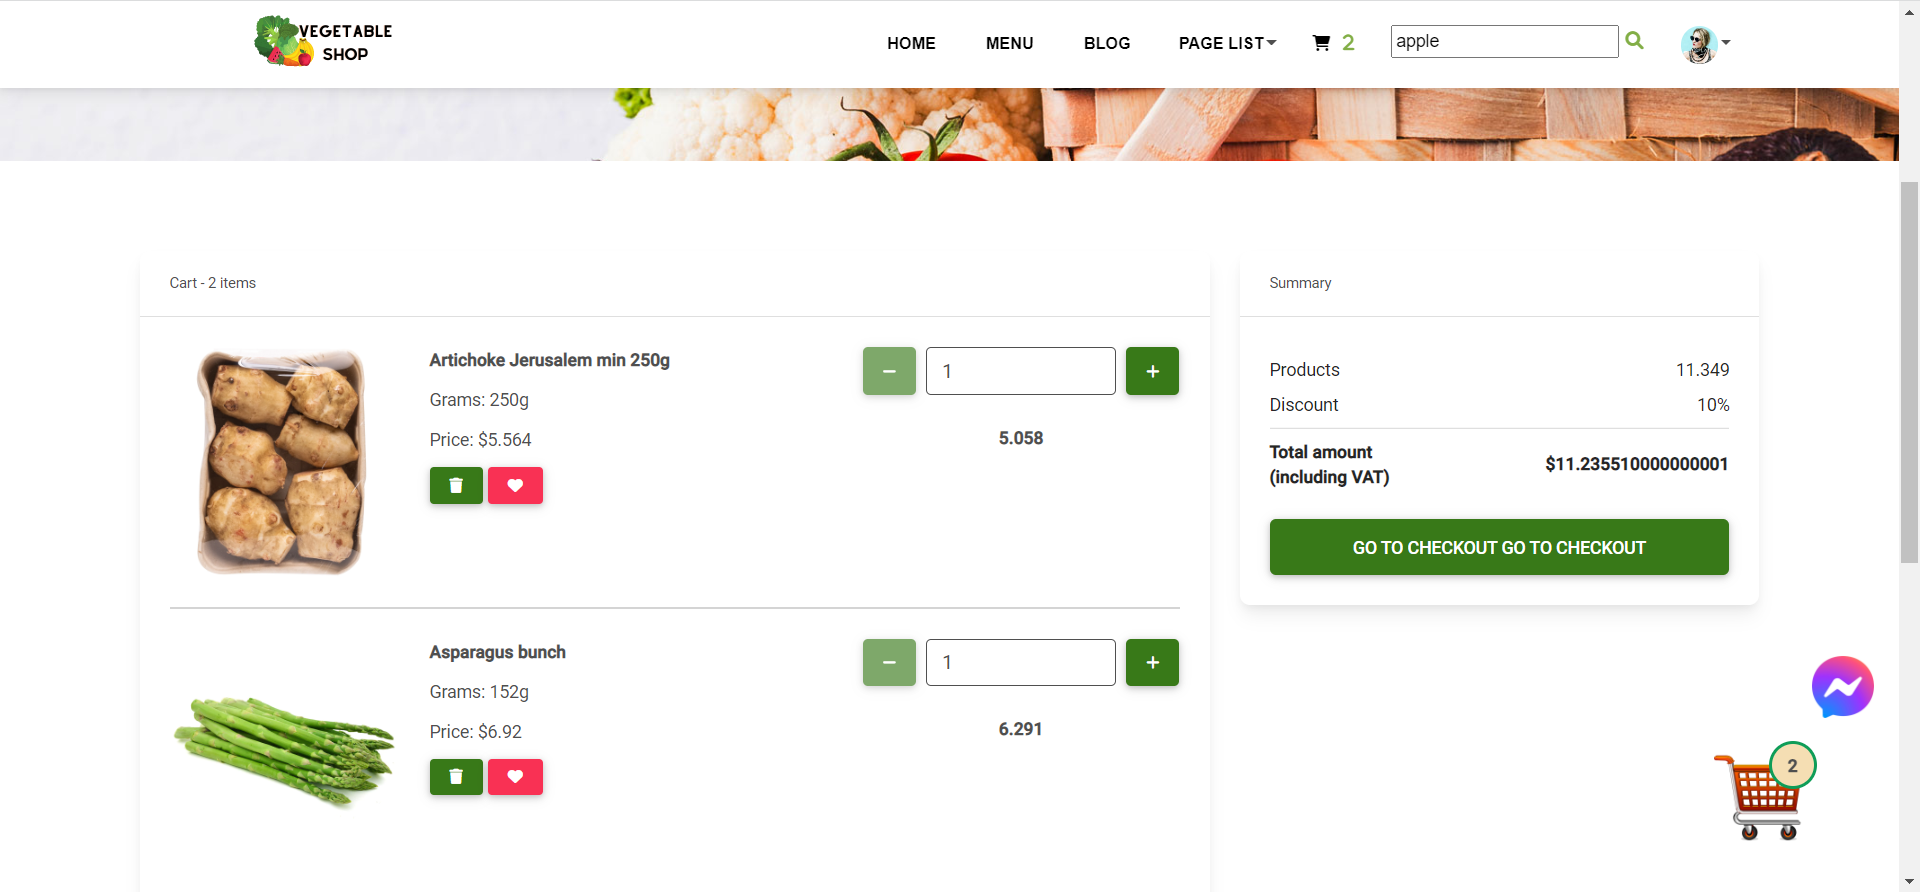 VEGETABLE
SHOP
HOME
MENU
BLOG
PAGE LIST
2
apple
Cart - 2 items
Artichoke Jerusalem min 250g
Grams: 250g
Price: $5.564
1
5.058
Asparagus bunch
Grams: 152g
Price: $6.92
1
6.291
Summary
Products 11.349
Discount 10%
Total amount
(including VAT) $11.235510000000001
GO TO CHECKOUT GO TO CHECKOUT
2